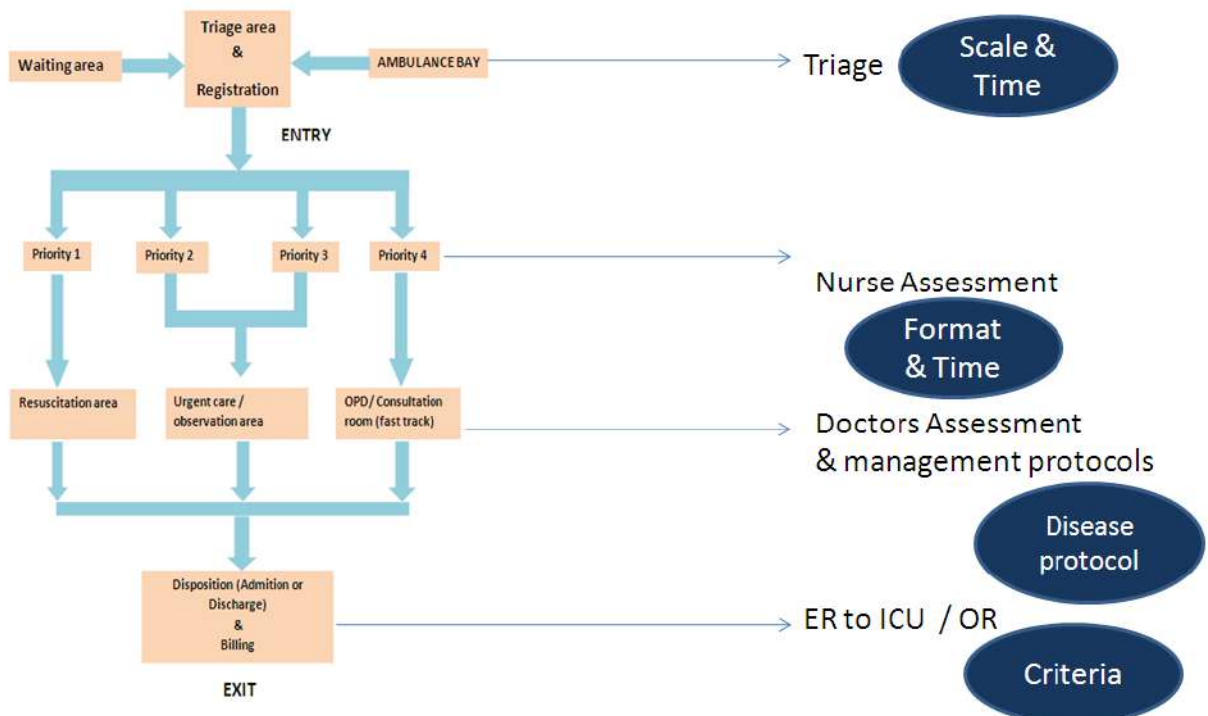 Triage area
&
Registration
Waiting area
AMBULANCE BAY
Triage
Scale &
Time
ENTRY
Priority 1
Priority 2
Priority 3
Priority 4
Nurse Assessment
Format
& Time
Resuscitation area
Urgent care /
observation area
OPD/ Consultation
room (fast track)
Doctors Assessment
& management protocols
Disease
protocol
Disposition (Admition or
Discharge)
&
Billing
ER to ICU / OR
Criteria
EXIT